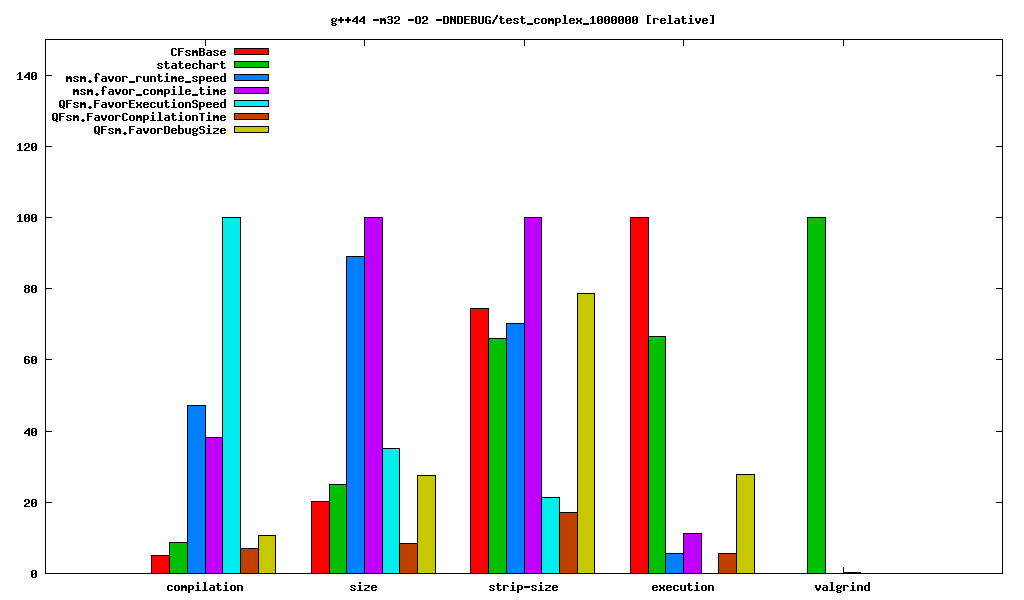 g++44 -m32 -O2 -DNDEBUG/test_complex_1000000 [relative]
CFsmBase
statechart
msm.favor_runtime_speed
msm.favor_compile_time
QFsm.FavorExecutionSpeed
QFsm.FavorCompilationTime
QFsm.FavorDebugSize
140
120
100
80
60
40
20
0
compilation size strip-size execution valgrind